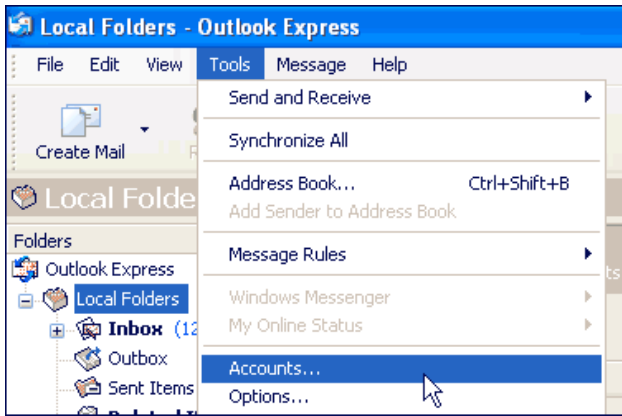 Local Folders - Outlook Express
File Edit View Tools Message Help
Create Mail
Send and Receive
Synchronize All
Address Book... Ctrl+Shift+B
Add Sender to Address Book
Message Rules
Windows Messenger
My Online Status
Accounts...
Options...
Local Folde
Folders
Outlook Express
Local Folders
Inbox (12
Outbox
Sent Items